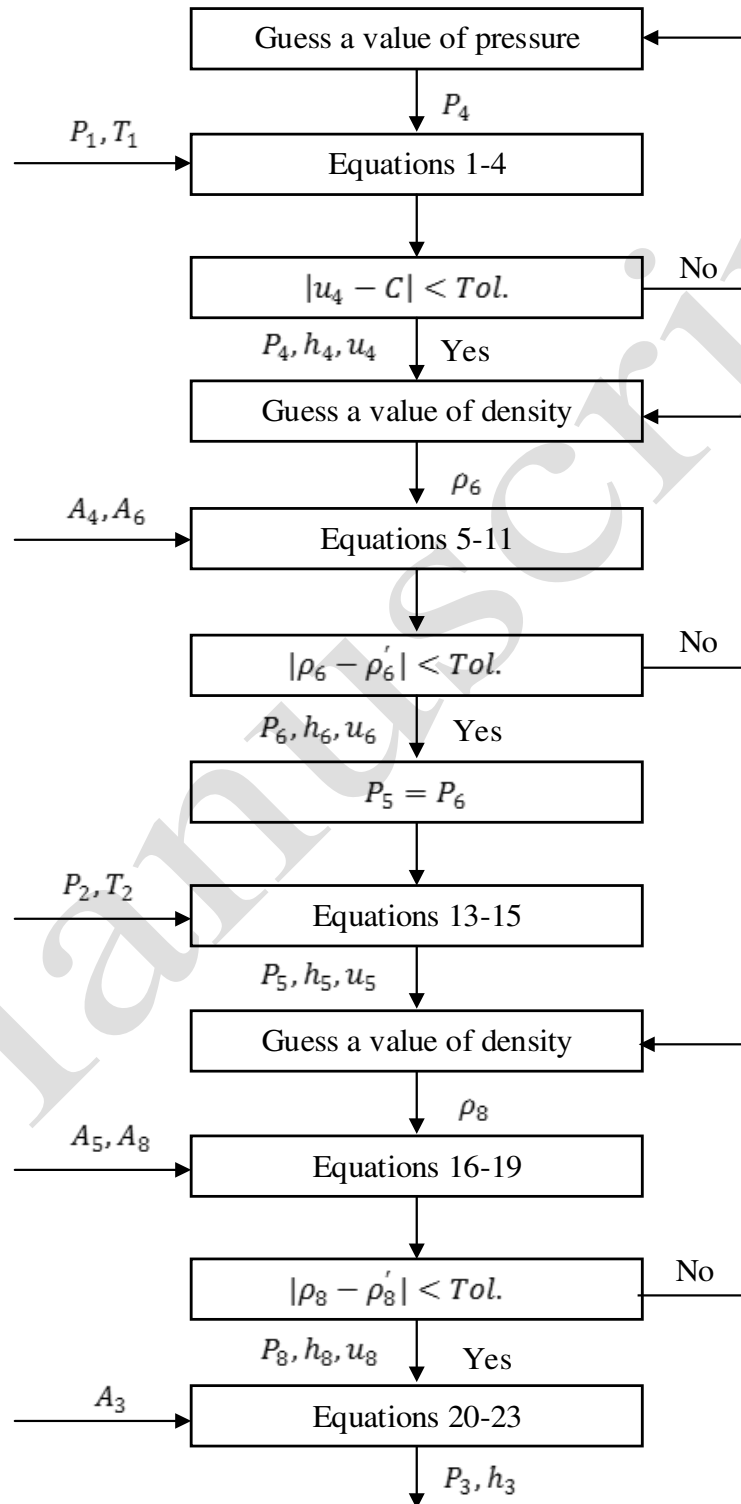 Guess a value of pressure
P₄
P₁, T₁
Equations 1-4
No
|u₄ − C| < Tol.
P₄, h₄, u₄ Yes
Guess a value of density
ρ₆
A₄, A₆
Equations 5-11
No
|ρ₆ − ρ₆′| < Tol.
P₆, h₆, u₆ Yes
P₅ = P₆
P₂, T₂
Equations 13-15
P₅, h₅, u₅
Guess a value of density
ρ₈
A₅, A₈
Equations 16-19
No
|ρ₈ − ρ₈′| < Tol.
P₈, h₈, u₈ Yes
A₃
Equations 20-23
P₃, h₃
anuscri